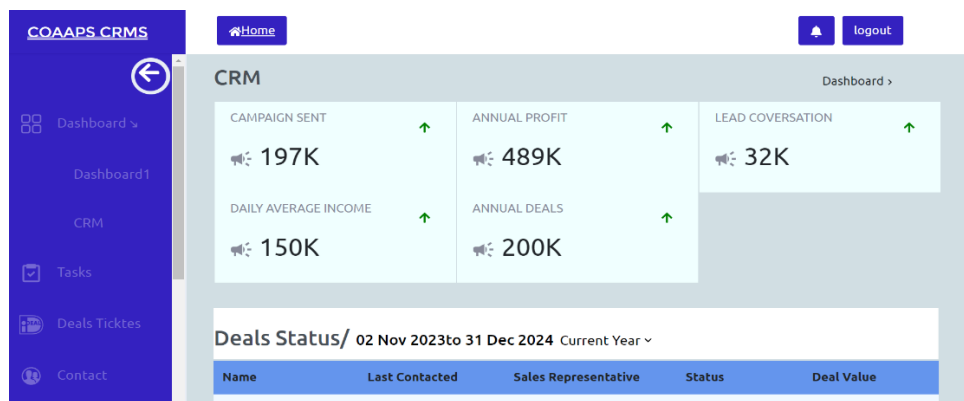 COAAPS CRMS
Home
logout
Dashboard ↘
Dashboard1
CRM
Tasks
Deals Ticktes
Contact
CRM
Dashboard ›
CAMPAIGN SENT
197K
ANNUAL PROFIT
489K
LEAD COVERSATION
32K
DAILY AVERAGE INCOME
150K
ANNUAL DEALS
200K
Deals Status/ 02 Nov 2023to 31 Dec 2024 Current Year
Name Last Contacted Sales Representative Status Deal Value